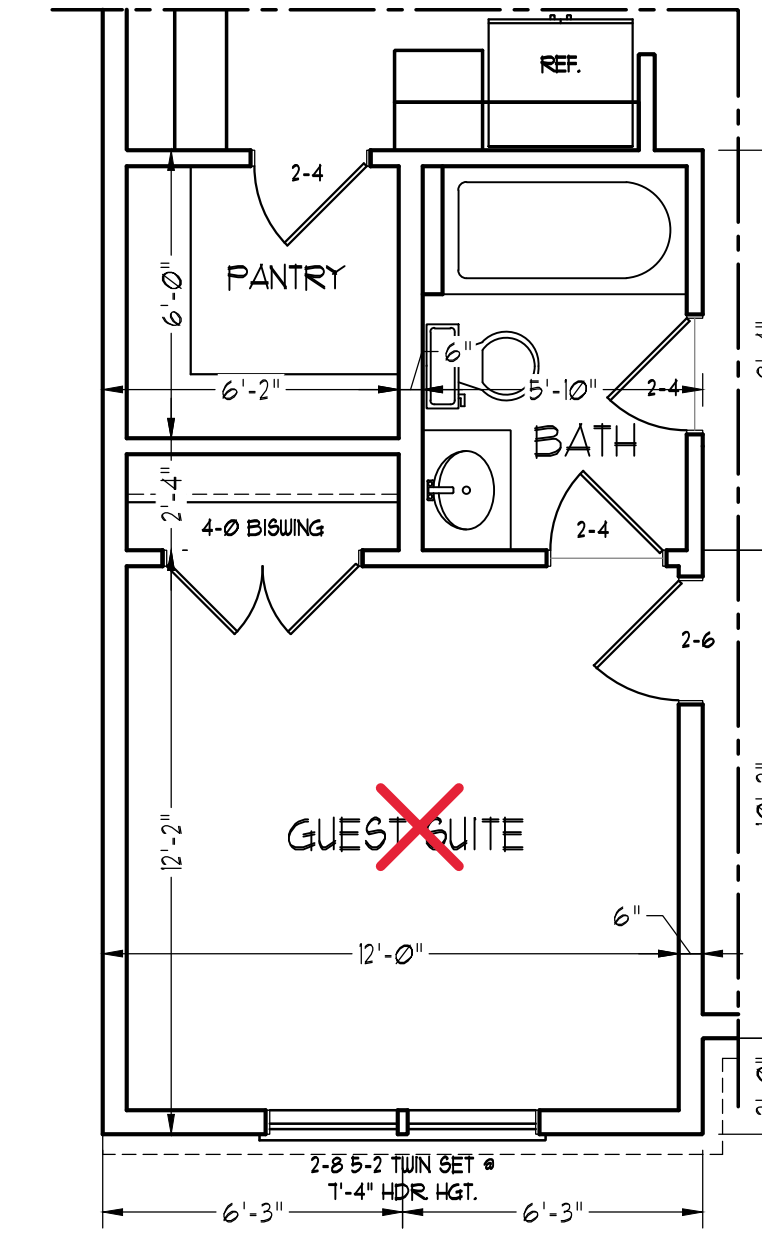 REF.
2-4
PANTRY
6'-0"
6"
6'-2"
5'-10"
2-4
BATH
2'-4"
4-0 BISWING
2-4
2-6
GUEST SUITE
12'-2"
6"
12'-0"
2-8 5-2 TWIN SET @
7'-4" HDR HGT.
6'-3"
6'-3"